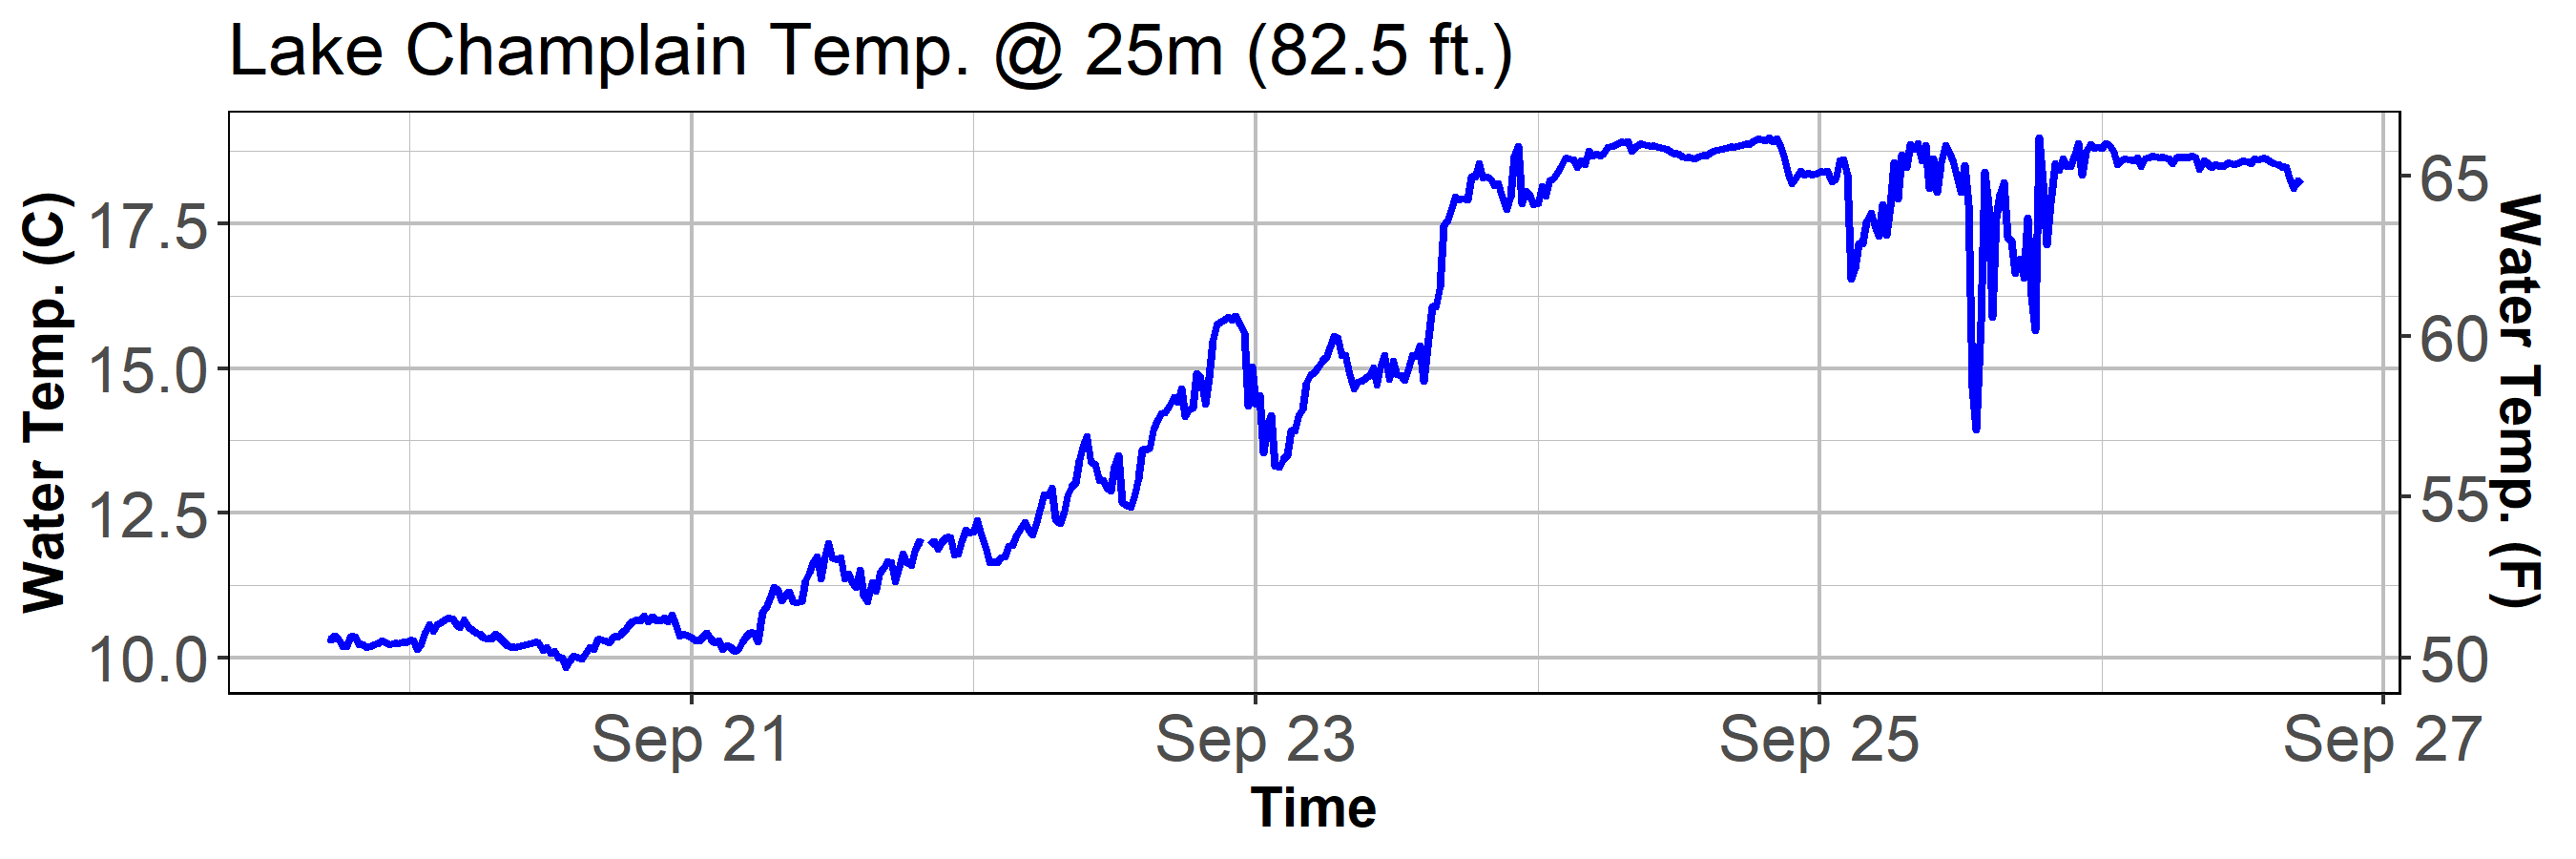 Lake Champlain Temp. @ 25m (82.5 ft.)
Water Temp. (C)
17.5
15.0
12.5
10.0
65
60
55
50
Water Temp. (F)
Sep 21 Sep 23 Sep 25 Sep 27
Time